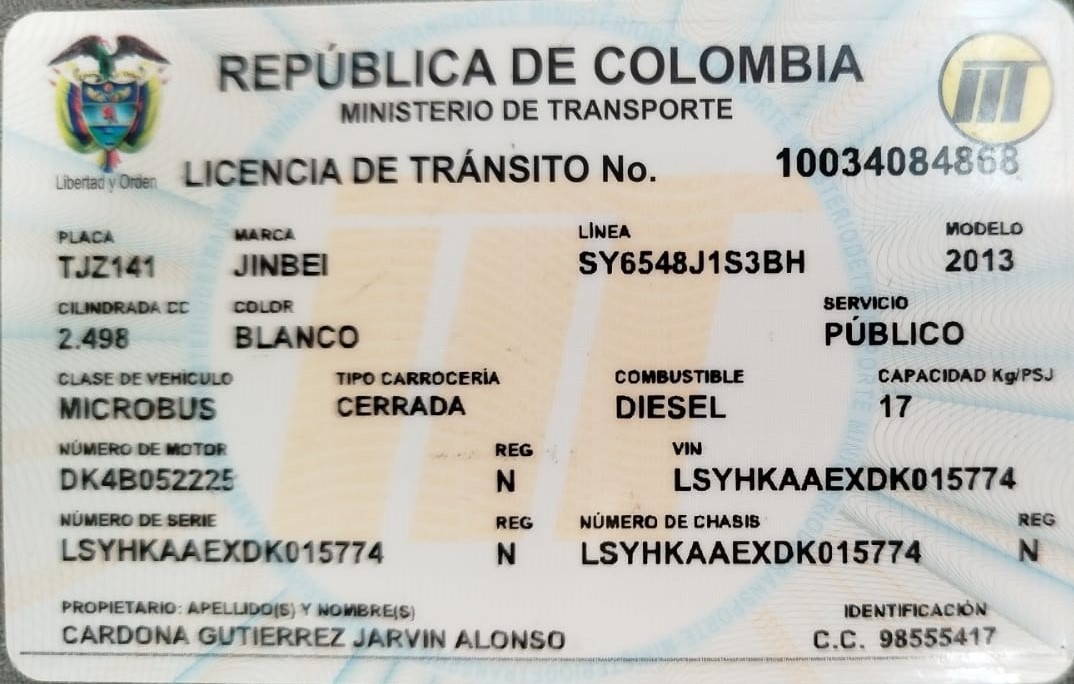 REPÚBLICA DE COLOMBIA
MINISTERIO DE TRANSPORTE
Libertad y Orden
LICENCIA DE TRÁNSITO No. 10034084868
PLACA MARCA LÍNEA MODELO
TJZ141 JINBEI SY6548J1S3BH 2013
CILINDRADA CC COLOR SERVICIO
2.498 BLANCO PÚBLICO
CLASE DE VEHÍCULO TIPO CARROCERÍA COMBUSTIBLE CAPACIDAD Kg/PSJ
MICROBUS CERRADA DIESEL 17
NÚMERO DE MOTOR REG VIN
DK4B052225 N LSYHKAAEXDK015774
NÚMERO DE SERIE REG NÚMERO DE CHASIS REG
LSYHKAAEXDK015774 N LSYHKAAEXDK015774 N
PROPIETARIO: APELLIDO(S) Y NOMBRE(S) IDENTIFICACIÓN
CARDONA GUTIERREZ JARVIN ALONSO C.C. 98555417